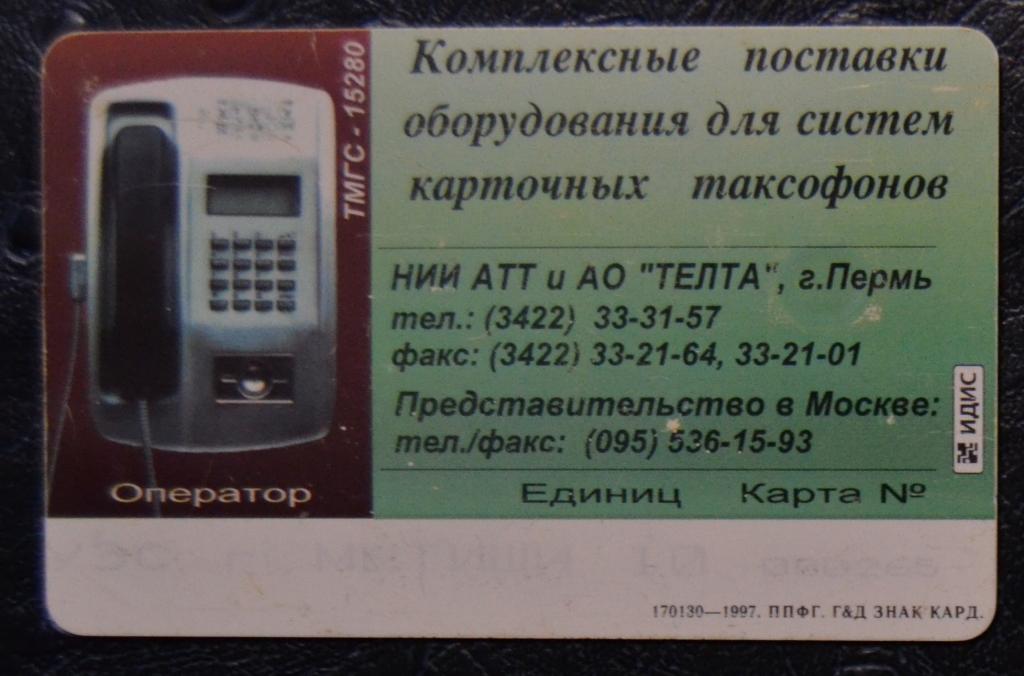 ТМГС - 15280
Комплексные поставки
оборудования для систем
карточных таксофонов
НИИ АТТ и АО "ТЕЛТА", г.Пермь
тел.: (3422) 33-31-57
факс: (3422) 33-21-64, 33-21-01
Представительство в Москве:
тел./факс: (095) 536-15-93
ИДИС
Оператор Единиц Карта №
170130—1997. ППФГ. Г&Д ЗНАК КАРД.